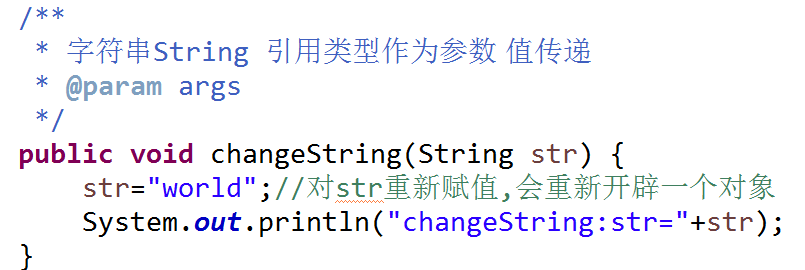 /**
 * 字符串String 引用类型作为参数 值传递
 * @param args
 */
public void changeString(String str) {
    str="world";//对str重新赋值,会重新开辟一个对象
    System.out.println("changeString:str="+str);
}